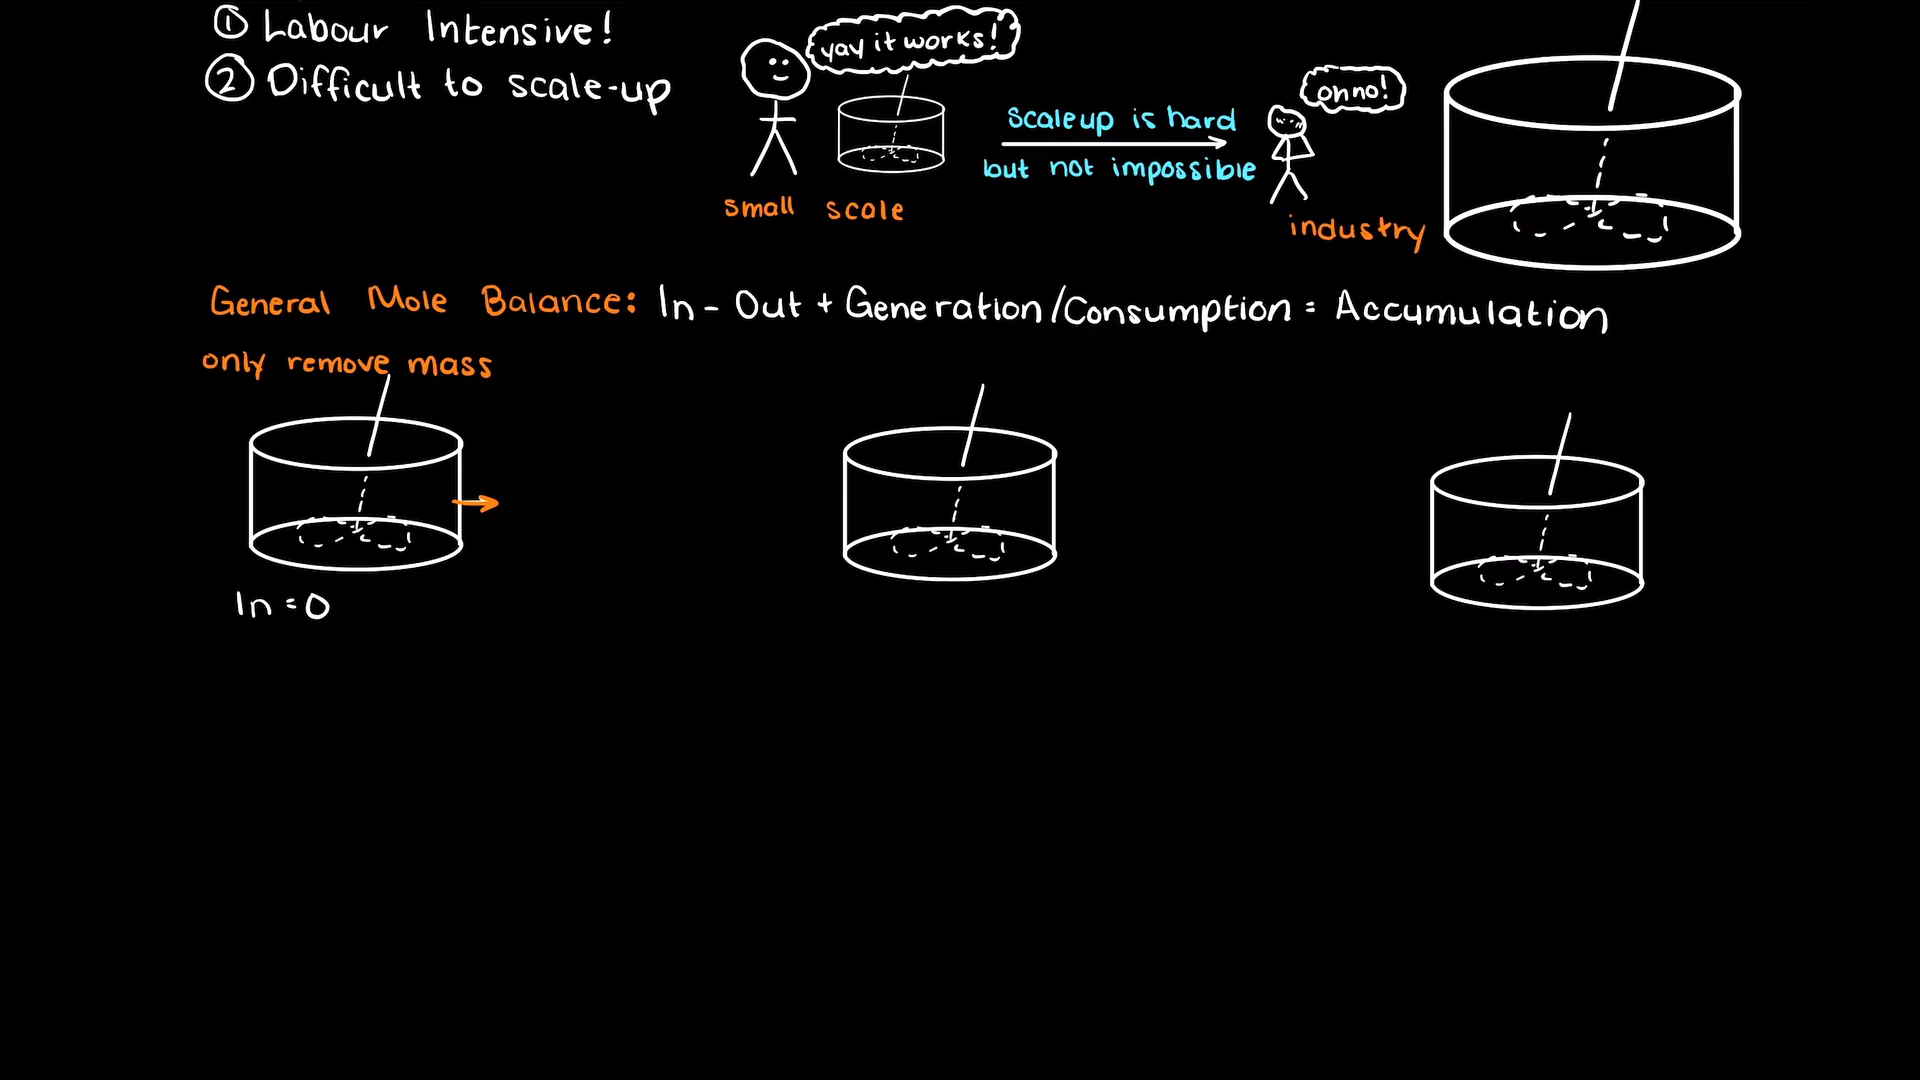 ① Labour Intensive!
② Difficult to scale-up
yay it works!
small scale
scaleup is hard
but not impossible
oh no!
industry
General Mole Balance: In - Out + Generation/Consumption = Accumulation
only remove mass
In = 0